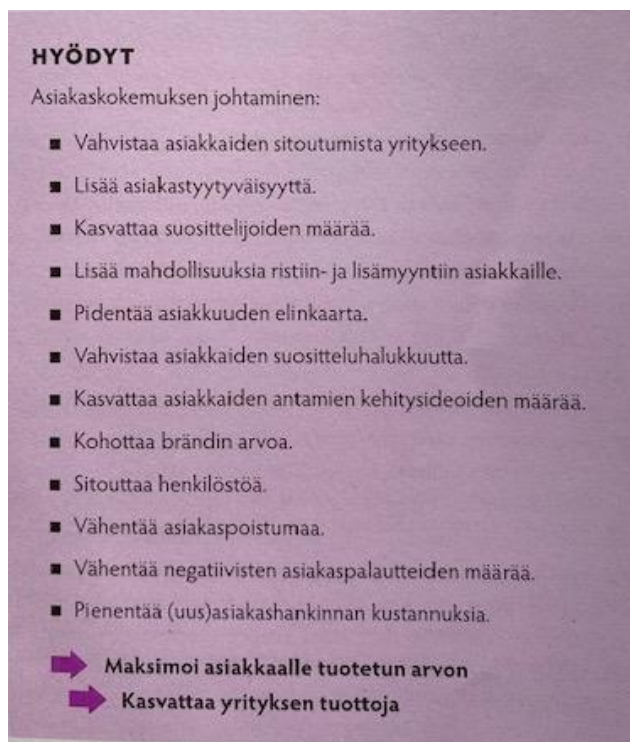 HYÖDYT
Asiakaskokemuksen johtaminen:
■ Vahvistaa asiakkaiden sitoutumista yritykseen.
■ Lisää asiakastyytyväisyyttä.
■ Kasvattaa suosittelijoiden määrää.
■ Lisää mahdollisuuksia ristiin- ja lisämyyntiin asiakkaille.
■ Pidentää asiakkuuden elinkaarta.
■ Vahvistaa asiakkaiden suositteluhalukkuutta.
■ Kasvattaa asiakkaiden antamien kehitysideoiden määrää.
■ Kohottaa brändin arvoa.
■ Sitouttaa henkilöstöä.
■ Vähentää asiakaspoistumaa.
■ Vähentää negatiivisten asiakaspalautteiden määrää.
■ Pienentää (uus)asiakashankinnan kustannuksia.
Maksimoi asiakkaalle tuotetun arvon
Kasvattaa yrityksen tuottoja